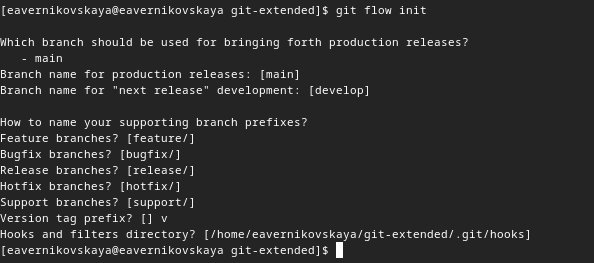 [eavernikovskaya@eavernikovskaya git-extended]$ git flow init
Which branch should be used for bringing forth production releases?
- main
Branch name for production releases: [main]
Branch name for "next release" development: [develop]
How to name your supporting branch prefixes?
Feature branches? [feature/]
Bugfix branches? [bugfix/]
Release branches? [release/]
Hotfix branches? [hotfix/]
Support branches? [support/]
Version tag prefix? [] v
Hooks and filters directory? [/home/eavernikovskaya/git-extended/.git/hooks]
[eavernikovskaya@eavernikovskaya git-extended]$